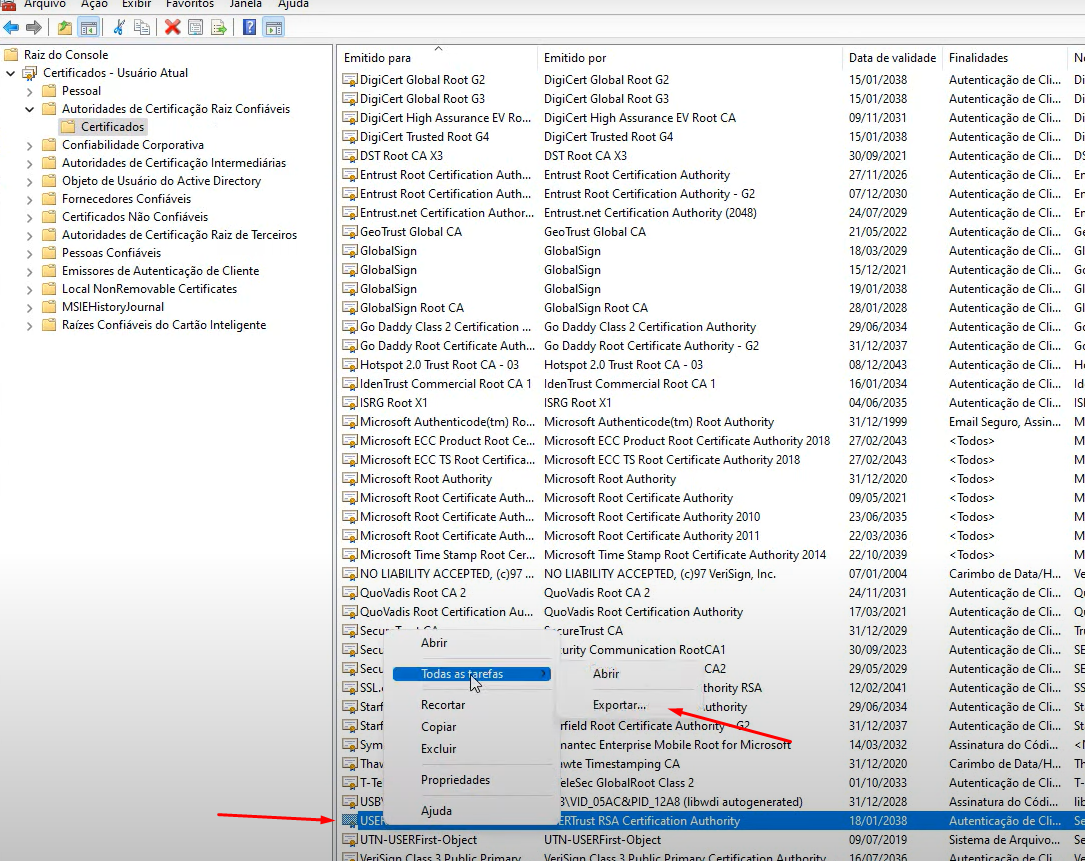 Arquivo Ação Exibir Favoritos Janela Ajuda
Raiz do Console
Certificados - Usuário Atual
Pessoal
Autoridades de Certificação Raiz Confiáveis
Certificados
Confiabilidade Corporativa
Autoridades de Certificação Intermediárias
Objeto de Usuário do Active Directory
Fornecedores Confiáveis
Certificados Não Confiáveis
Autoridades de Certificação Raiz de Terceiros
Pessoas Confiáveis
Emissores de Autenticação de Cliente
Local NonRemovable Certificates
MSIEHistoryJournal
Raízes Confiáveis do Cartão Inteligente
Emitido para Emitido por Data de validade Finalidades
DigiCert Global Root G2 DigiCert Global Root G2 15/01/2038 Autenticação de Cli... Di
DigiCert Global Root G3 DigiCert Global Root G3 15/01/2038 Autenticação de Cli... Di
DigiCert High Assurance EV Ro... DigiCert High Assurance EV Root CA 09/11/2031 Autenticação de Cli... Di
DigiCert Trusted Root G4 DigiCert Trusted Root G4 15/01/2038 Autenticação de Cli... Di
DST Root CA X3 DST Root CA X3 30/09/2021 Autenticação de Cli... DS
Entrust Root Certification Auth... Entrust Root Certification Authority 27/11/2026 Autenticação de Cli... En
Entrust Root Certification Auth... Entrust Root Certification Authority - G2 07/12/2030 Autenticação de Cli... En
Entrust.net Certification Author... Entrust.net Certification Authority (2048) 24/07/2029 Autenticação de Cli... En
GeoTrust Global CA GeoTrust Global CA 21/05/2022 Autenticação de Cli... Ge
GlobalSign GlobalSign 18/03/2029 Autenticação de Cli... Gl
GlobalSign GlobalSign 15/12/2021 Autenticação de Cli... Gl
GlobalSign GlobalSign 19/01/2038 Autenticação de Cli... Gl
GlobalSign Root CA GlobalSign Root CA 28/01/2028 Autenticação de Cli... Gl
Go Daddy Class 2 Certification ... Go Daddy Class 2 Certification Authority 29/06/2034 Autenticação de Cli... Go
Go Daddy Root Certificate Auth... Go Daddy Root Certificate Authority - G2 31/12/2037 Autenticação de Cli... Go
Hotspot 2.0 Trust Root CA - 03 Hotspot 2.0 Trust Root CA - 03 08/12/2043 Autenticação de Cli... Ho
IdenTrust Commercial Root CA 1 IdenTrust Commercial Root CA 1 16/01/2034 Autenticação de Cli... Id
ISRG Root X1 ISRG Root X1 04/06/2035 Autenticação de Cli... IS
Microsoft Authenticode(tm) Ro... Microsoft Authenticode(tm) Root Authority 31/12/1999 Email Seguro, Assin... M
Microsoft ECC Product Root Ce... Microsoft ECC Product Root Certificate Authority 2018 27/02/2043 <Todos> M
Microsoft ECC TS Root Certifica... Microsoft ECC TS Root Certificate Authority 2018 27/02/2043 <Todos> M
Microsoft Root Authority Microsoft Root Authority 31/12/2020 <Todos> M
Microsoft Root Certificate Auth... Microsoft Root Certificate Authority 09/05/2021 <Todos> M
Microsoft Root Certificate Auth... Microsoft Root Certificate Authority 2010 23/06/2035 <Todos> M
Microsoft Root Certificate Auth... Microsoft Root Certificate Authority 2011 22/03/2036 <Todos> M
Microsoft Time Stamp Root Cer... Microsoft Time Stamp Root Certificate Authority 2014 22/10/2039 <Todos> M
NO LIABILITY ACCEPTED, (c)97 ... NO LIABILITY ACCEPTED, (c)97 VeriSign, Inc. 07/01/2004 Carimbo de Data/H... Ve
QuoVadis Root CA 2 QuoVadis Root CA 2 24/11/2031 Autenticação de Cli... Qu
QuoVadis Root Certification Au... QuoVadis Root Certification Authority 17/03/2021 Autenticação de Cli... Qu
SecureTrust CA SecureTrust CA 31/12/2029 Autenticação de Cli... Tru
Secu urity Communication RootCA1 30/09/2023 Autenticação de Cli... SE
Secu CA2 29/05/2029 Autenticação de Cli... SE
SSL.c thority RSA 12/02/2041 Autenticação de Cli... SS
Starf uthority 29/06/2034 Autenticação de Cli... St
Starf rfield Root Certificate Authority - G2 31/12/2037 Autenticação de Cli... St
Sym mantec Enterprise Mobile Root for Microsoft 14/03/2032 Assinatura do Códi... <N
Thaw wte Timestamping CA 31/12/2020 Carimbo de Data/H... Th
T-Te eleSec GlobalRoot Class 2 01/10/2033 Autenticação de Cli... T-
USB\ B\VID_05AC&PID_12A8 (libwdi autogenerated) 31/12/2028 Assinatura do Códi... lib
USER ERTrust RSA Certification Authority 18/01/2038 Autenticação de Cli... Se
UTN-USERFirst-Object UTN-USERFirst-Object 09/07/2019 Sistema de Arquivo... Se
VeriSign Class 3 Public Primary VeriSign Class 3 Public Primary Certification Authority 16/07/2036 Autenticação de Cli... Ve
Abrir
Todas as tarefas
Recortar
Copiar
Excluir
Propriedades
Ajuda
Abrir
Exportar...